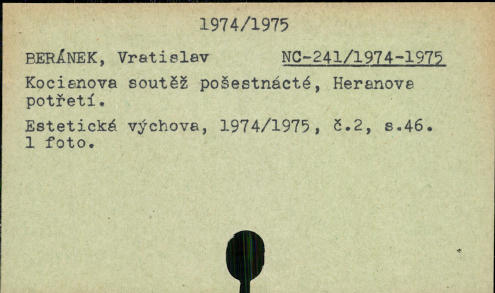 1974/1975
BERÁNEK, Vratislav NC-241/1974-1975
Kocianova soutěž pošestnácté, Heranova
potřetí.
Estetická výchova, 1974/1975, č.2, s.46.
1 foto.